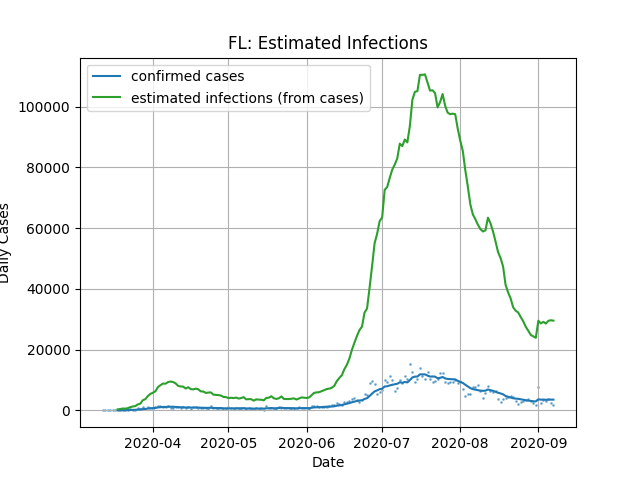 FL: Estimated Infections
confirmed cases
estimated infections (from cases)
100000
80000
60000
40000
20000
0
Daily Cases
2020-04 2020-05 2020-06 2020-07 2020-08 2020-09
Date